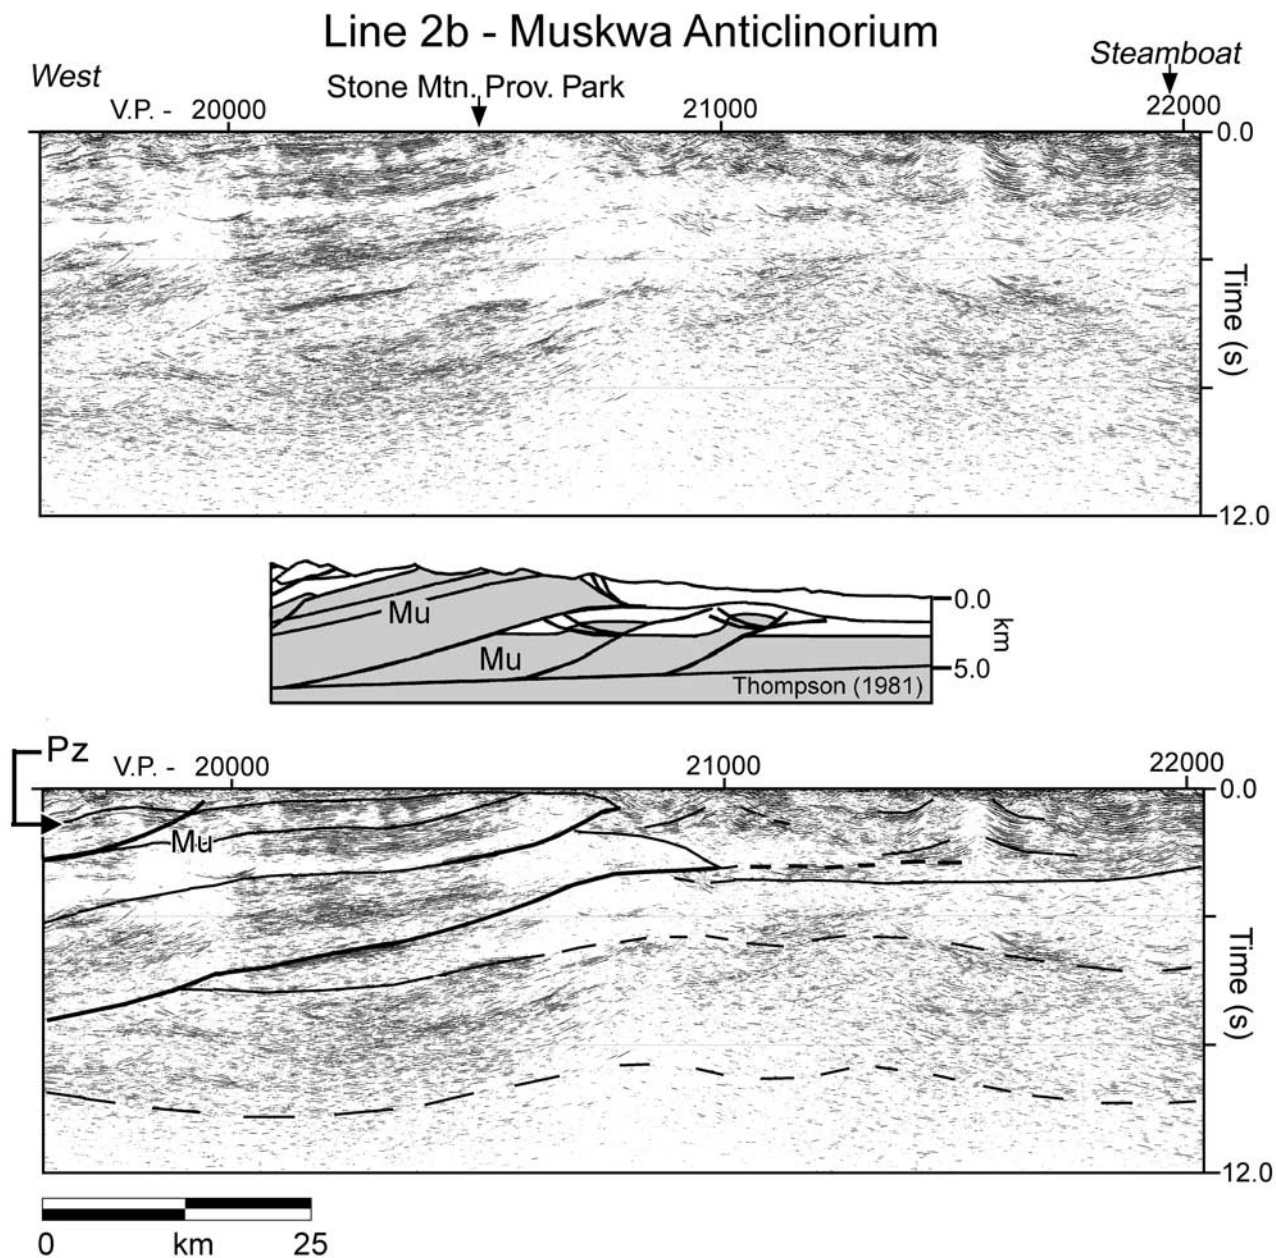 Line 2b - Muskwa Anticlinorium
West
Steamboat
Stone Mtn. Prov. Park
V.P. - 20000 21000 22000
0.0
Time (s)
12.0
Mu
Mu
0.0
km
5.0
Thompson (1981)
Pz
V.P. - 20000 21000 22000
0.0
Mu
Time (s)
12.0
0 km 25